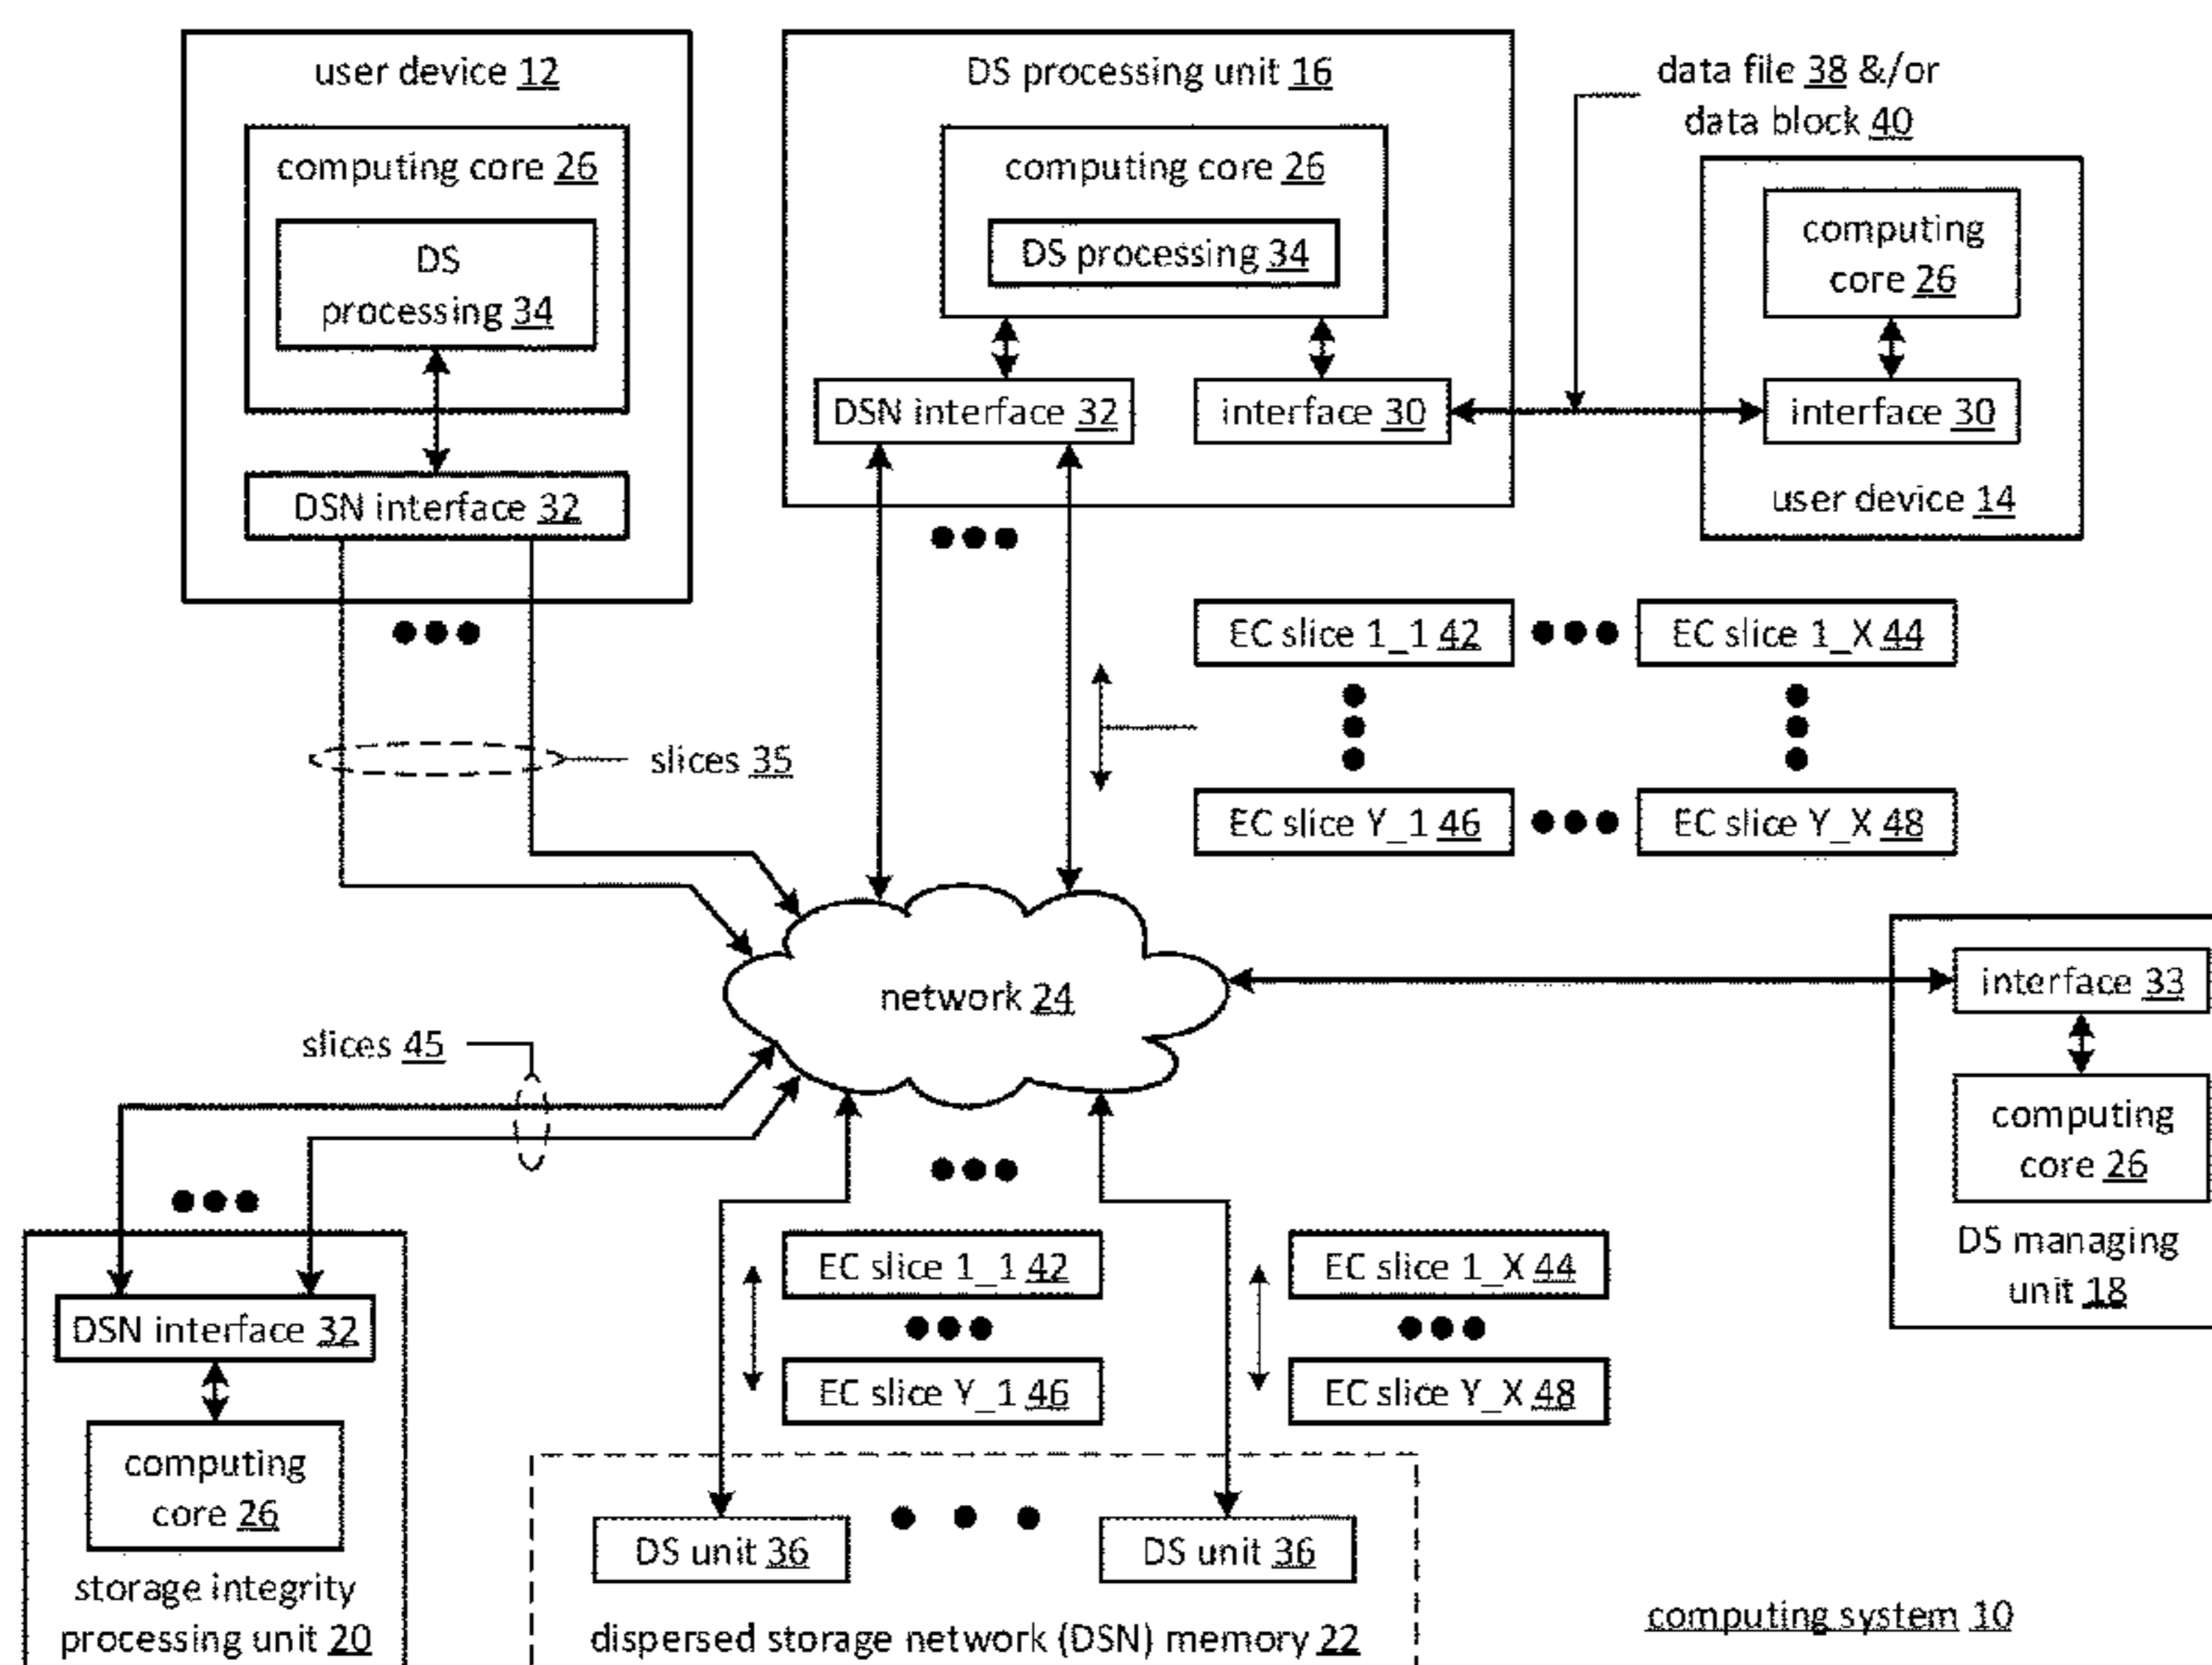 user device 12
computing core 26
DS
processing 34
DSN interface 32
DS processing unit 16
computing core 26
DS processing 34
DSN interface 32
interface 30
data file 38 &/or
data block 40
computing
core 26
interface 30
user device 14
slices 35
EC slice 1_1 42
EC slice 1_X 44
EC slice Y_1 46
EC slice Y_X 48
network 24
interface 33
computing
core 26
DS managing
unit 18
slices 45
DSN interface 32
computing
core 26
storage integrity
processing unit 20
EC slice 1_1 42
EC slice Y_1 46
EC slice 1_X 44
EC slice Y_X 48
DS unit 36
DS unit 36
dispersed storage network (DSN) memory 22
computing system 10